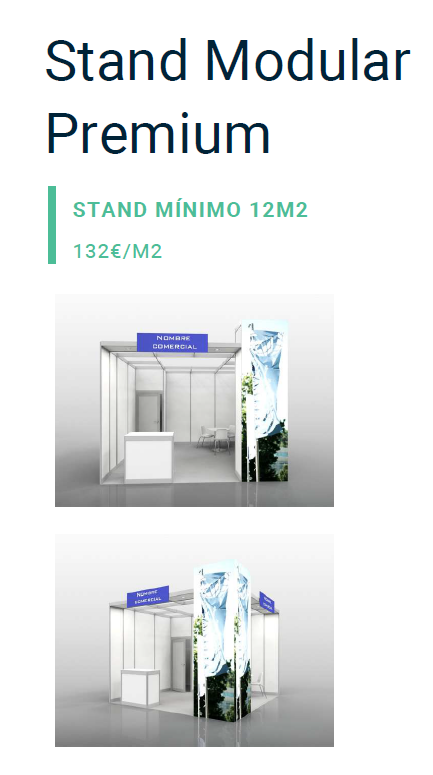 Stand Modular
Premium
STAND MÍNIMO 12M2
132€/M2
NOMBRE
COMERCIAL
NOMBRE
COMERCIAL